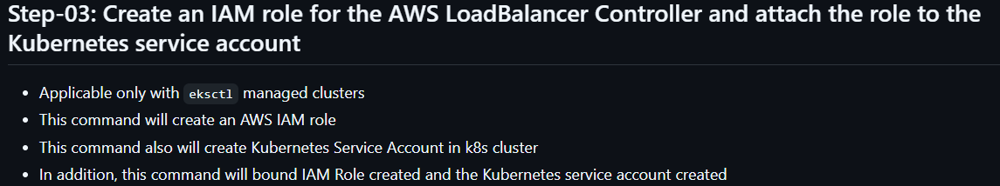 Step-03: Create an IAM role for the AWS LoadBalancer Controller and attach the role to the
Kubernetes service account
• Applicable only with eksctl managed clusters
• This command will create an AWS IAM role
• This command also will create Kubernetes Service Account in k8s cluster
• In addition, this command will bound IAM Role created and the Kubernetes service account created